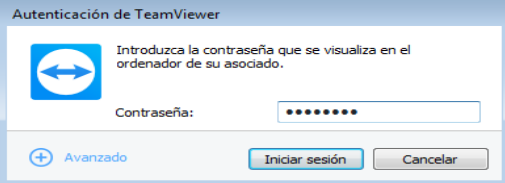 Autenticación de TeamViewer
Introduzca la contraseña que se visualiza en el
ordenador de su asociado.
Contraseña: ••••••••
Avanzado Iniciar sesión Cancelar